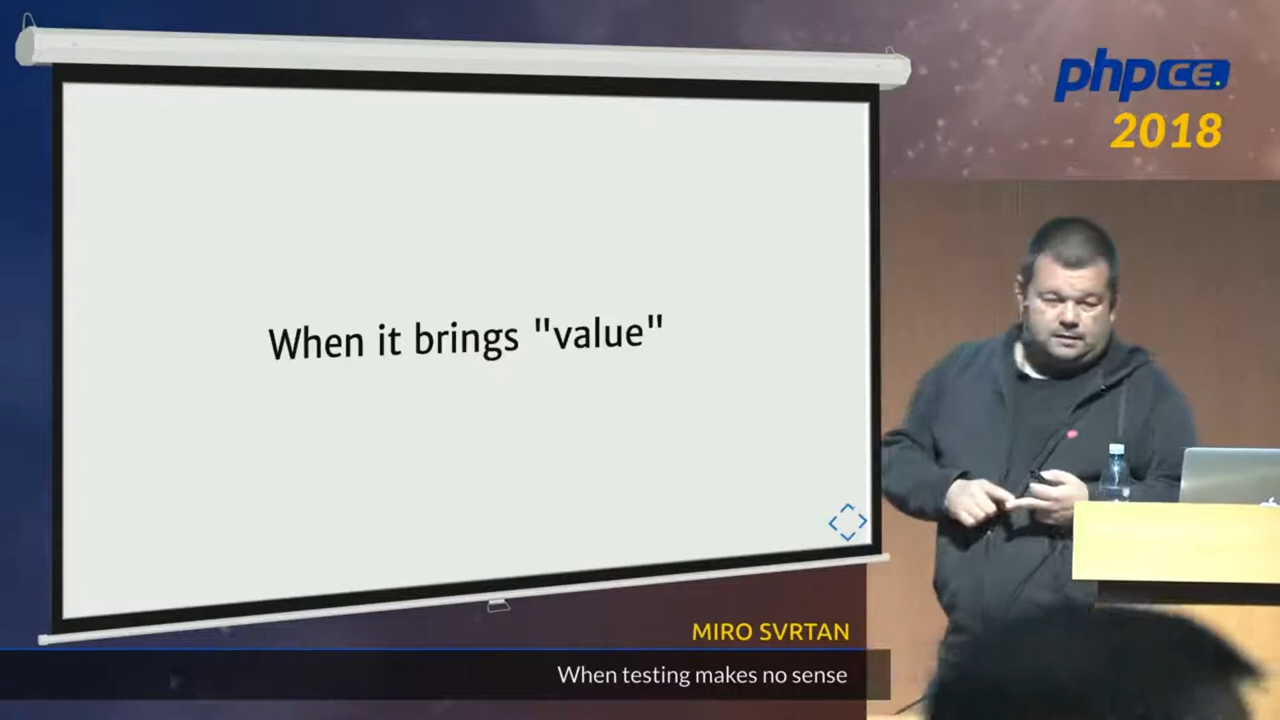 phpCE.
2018
When it brings "value"
MIRO SVRTAN
When testing makes no sense